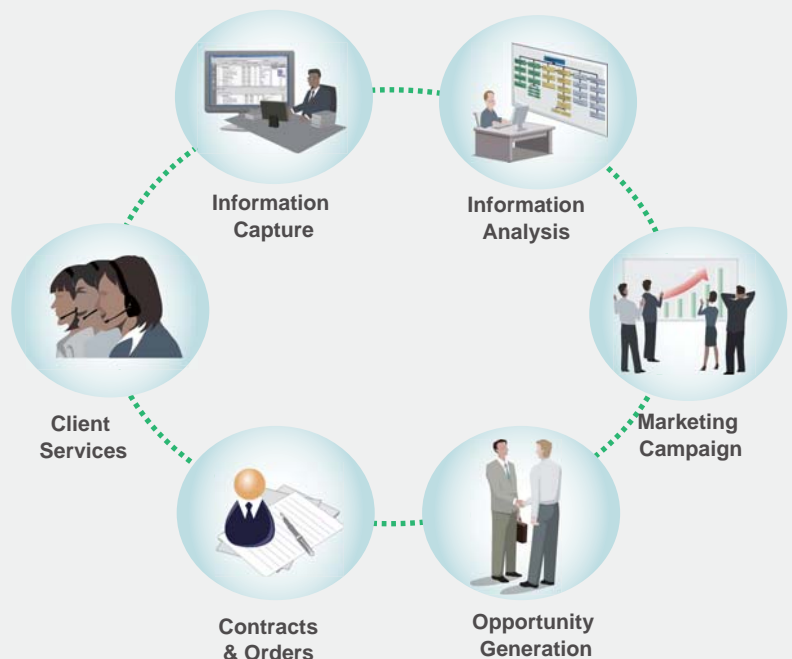 Information
Capture
Information
Analysis
Client
Services
Marketing
Campaign
Contracts
& Orders
Opportunity
Generation